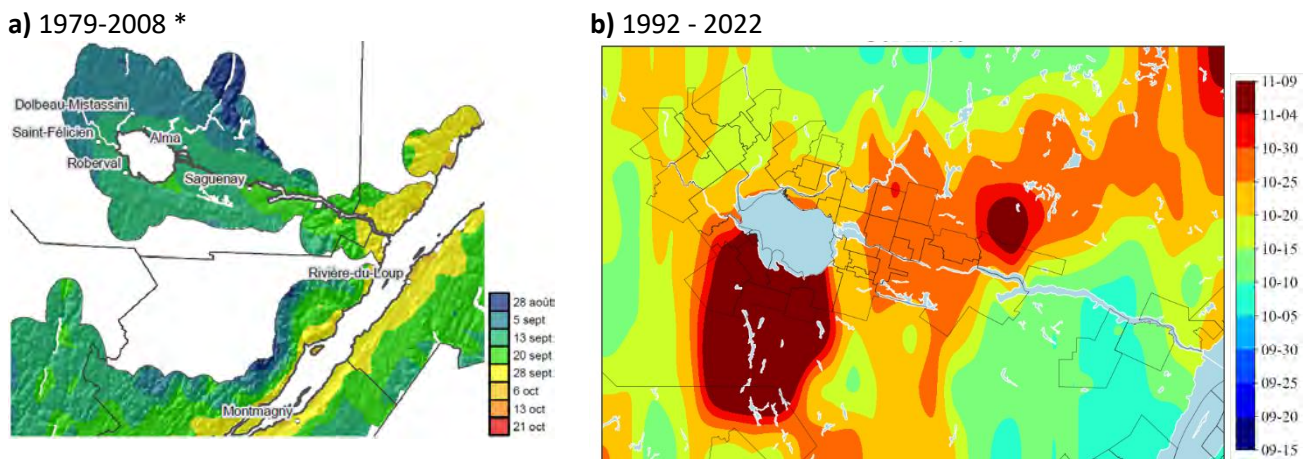 a) 1979-2008 *
Dolbeau-Mistassini
Saint-Félicien
Alma
Roberval
Saguenay
Rivière-du-Loup
Montmagny
28 août
5 sept
13 sept
20 sept
28 sept
6 oct
13 oct
21 oct
b) 1992 - 2022
11-09
11-04
10-30
10-20
10-15
10-10
10-05
09-30
09-25
09-20
09-15